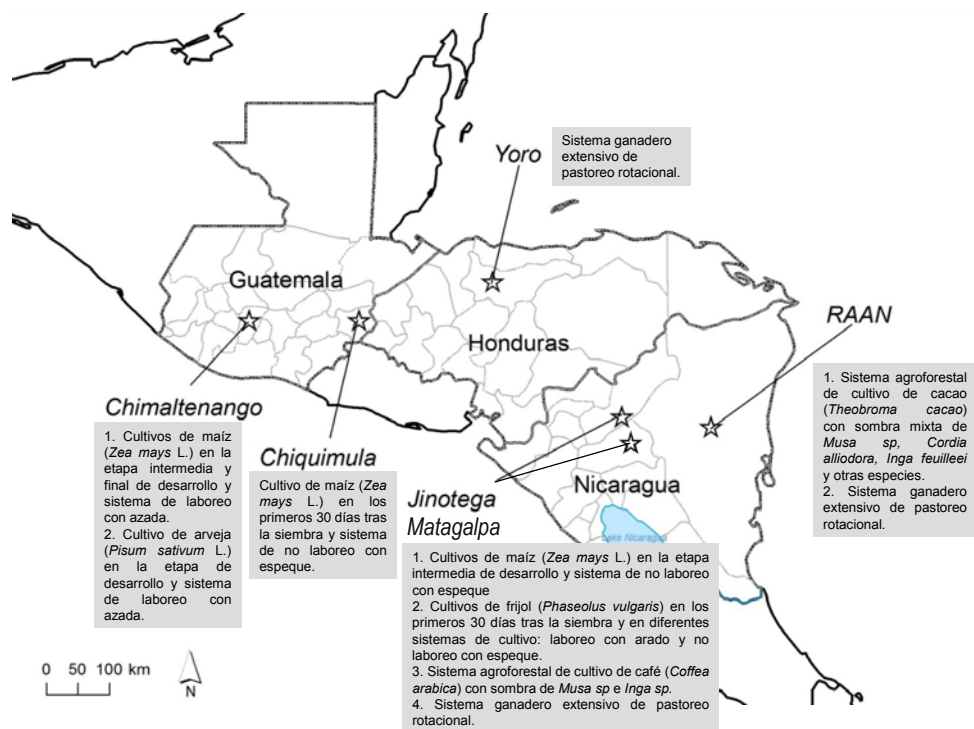 Yoro
Sistema ganadero
extensivo de
pastoreo rotacional.
Guatemala
Honduras
RAAN
1. Sistema agroforestal
de cultivo de cacao
(Theobroma cacao)
con sombra mixta de
Musa sp, Cordia
alliodora, Inga feuilleei
y otras especies.
2. Sistema ganadero
extensivo de pastoreo
rotacional.
Chimaltenango
1. Cultivos de maíz
(Zea mays L.) en la
etapa intermedia y
final de desarrollo y
sistema de laboreo
con azada.
2. Cultivo de arveja
(Pisum sativum L.)
en la etapa de
desarrollo y sistema
de laboreo con
azada.
Chiquimula
Cultivo de maíz (Zea
mays L.) en los
primeros 30 días tras
la siembra y sistema
de no laboreo con
espeque.
Jinotega
Matagalpa
Nicaragua
Lake Nicaragua
1. Cultivos de maíz (Zea mays L.) en la etapa
intermedia de desarrollo y sistema de no laboreo
con espeque
2. Cultivos de frijol (Phaseolus vulgaris) en los
primeros 30 días tras la siembra y en diferentes
sistemas de cultivo: laboreo con arado y no
laboreo con espeque.
3. Sistema agroforestal de cultivo de café (Coffea
arabica) con sombra de Musa sp e Inga sp.
4. Sistema ganadero extensivo de pastoreo
rotacional.
0 50 100 km
N